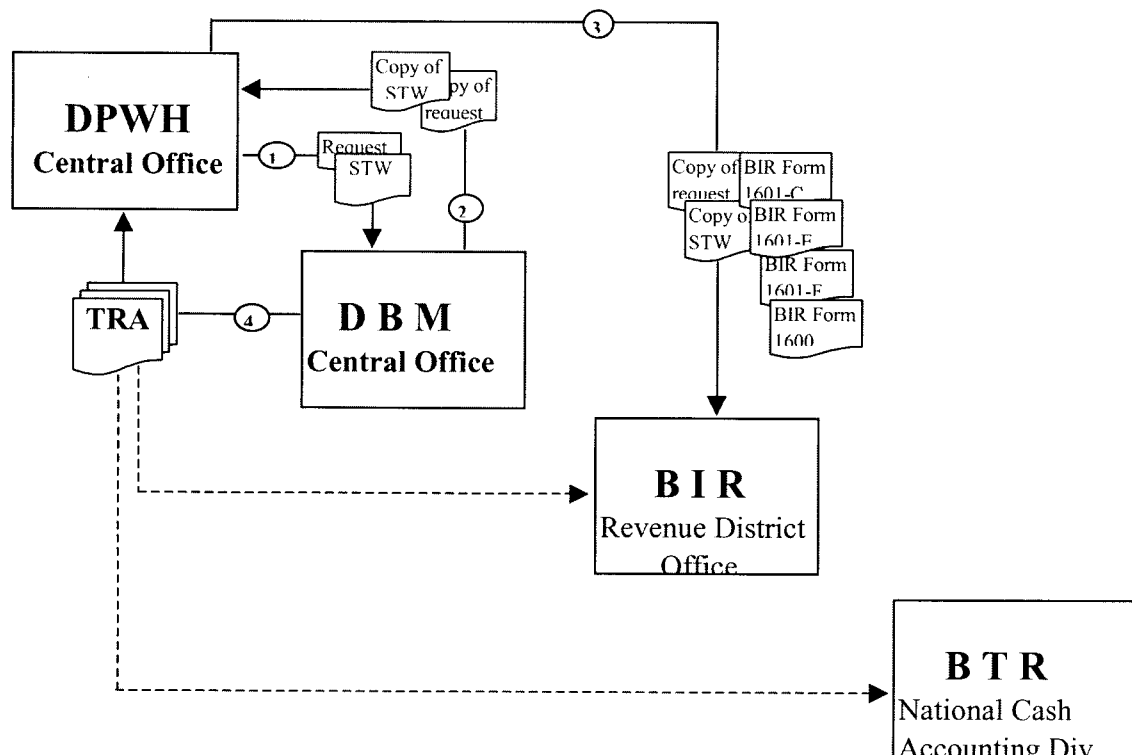 3
DPWH
Central Office
Copy of
STW
py of
request
1
Request
STW
2
Copy of
request
BIR Form
1601-C
Copy o
STW
BIR Form
1601-E
BIR Form
1601-F
BIR Form
1600
TRA
4
D B M
Central Office
B I R
Revenue District
Office
B T R
National Cash
Accounting Div